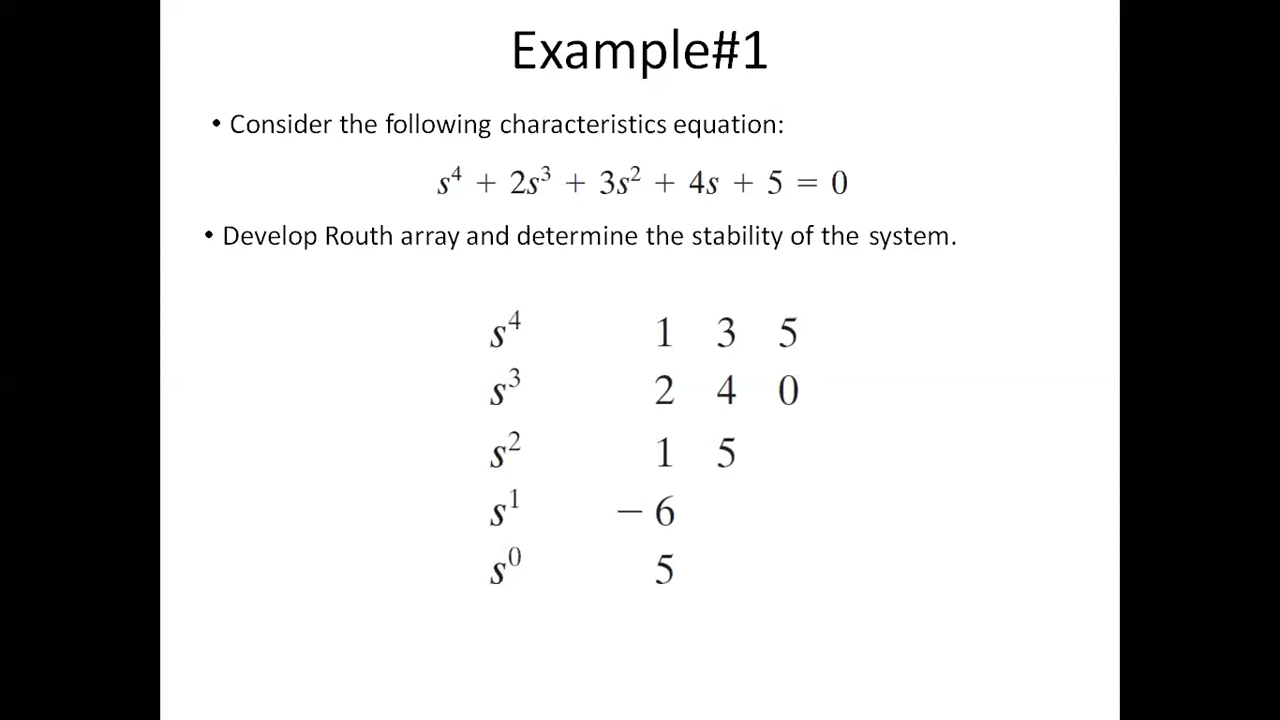 Example#1
• Consider the following characteristics equation:
s⁴ + 2s³ + 3s² + 4s + 5 = 0
• Develop Routh array and determine the stability of the system.
s⁴ 1 3 5
s³ 2 4 0
s² 1 5
s¹ − 6
s⁰ 5